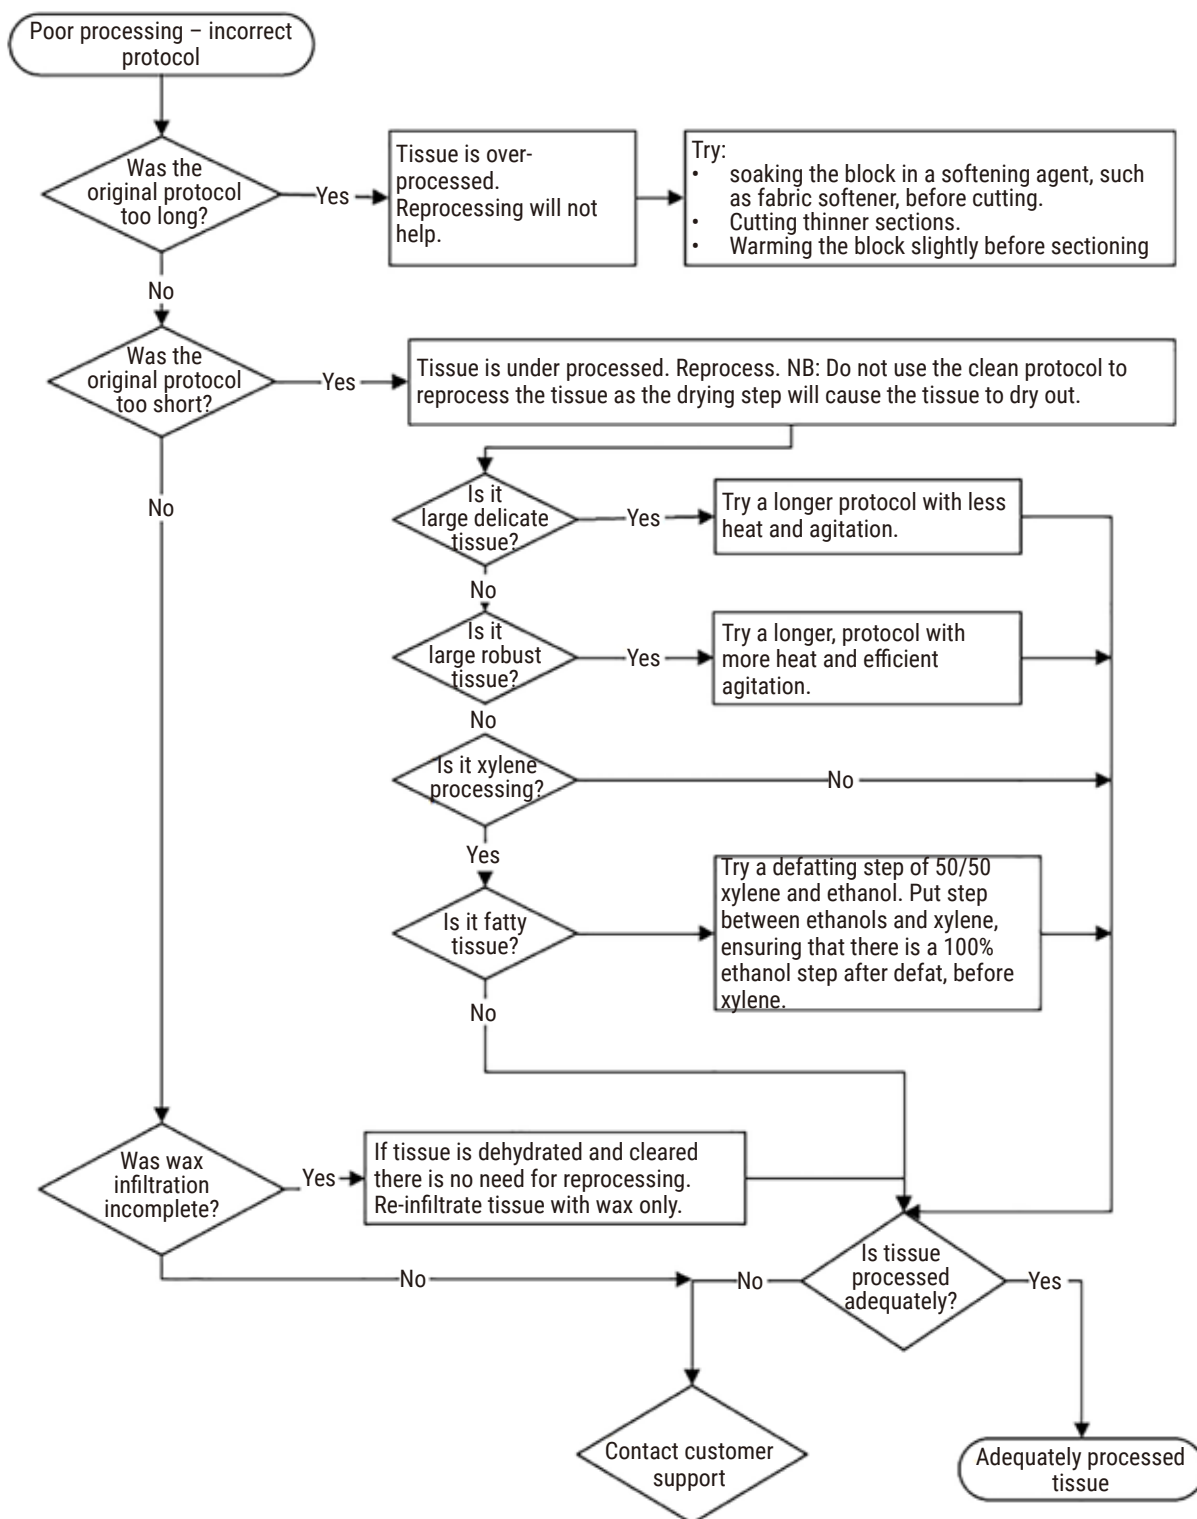 Poor processing – incorrect
protocol
Was the
original protocol
too long?
Yes
Tissue is over-
processed.
Reprocessing will not
help.
Try:
• soaking the block in a softening agent, such
as fabric softener, before cutting.
• Cutting thinner sections.
• Warming the block slightly before sectioning
No
Was the
original protocol
too short?
Yes
Tissue is under processed. Reprocess. NB: Do not use the clean protocol to
reprocess the tissue as the drying step will cause the tissue to dry out.
No
Is it
large delicate
tissue?
Yes
Try a longer protocol with less
heat and agitation.
No
Is it
large robust
tissue?
Yes
Try a longer, protocol with
more heat and efficient
agitation.
No
Is it xylene
processing?
No
Yes
Is it fatty
tissue?
Try a defatting step of 50/50
xylene and ethanol. Put step
between ethanols and xylene,
ensuring that there is a 100%
ethanol step after defat, before
xylene.
No
Was wax
infiltration
incomplete?
Yes
If tissue is dehydrated and cleared
there is no need for reprocessing.
Re-infiltrate tissue with wax only.
No
Is tissue
processed
adequately?
No
Yes
Contact customer
support
Adequately processed
tissue